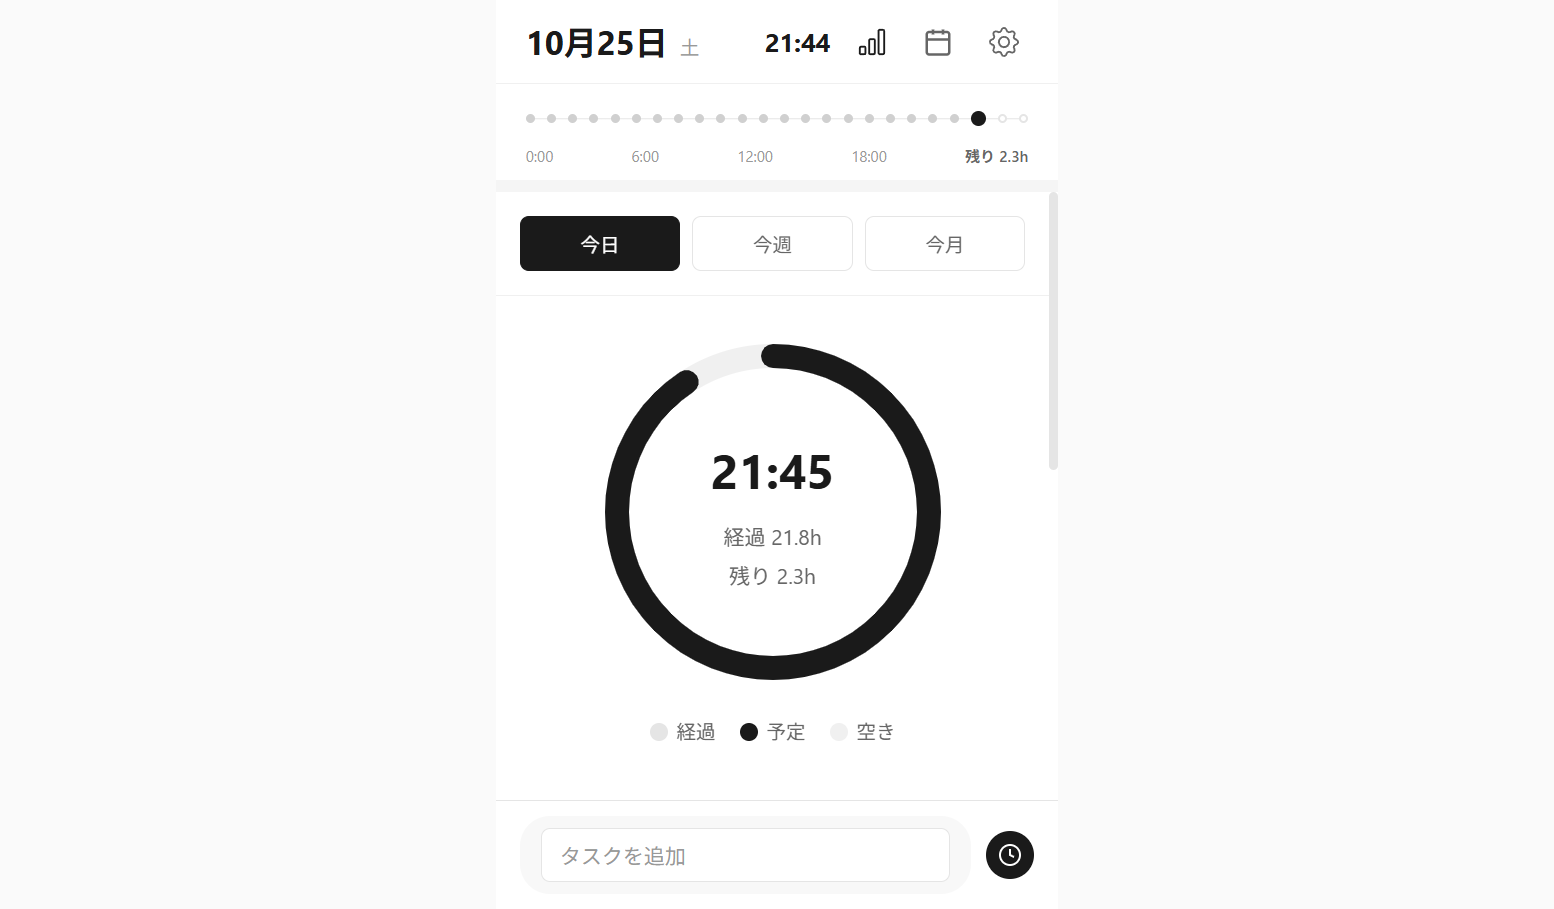 10月25日 土 21:44
0:00 6:00 12:00 18:00 残り 2.3h
今日 今週 今月
21:45
経過 21.8h
残り 2.3h
経過 予定 空き
タスクを追加